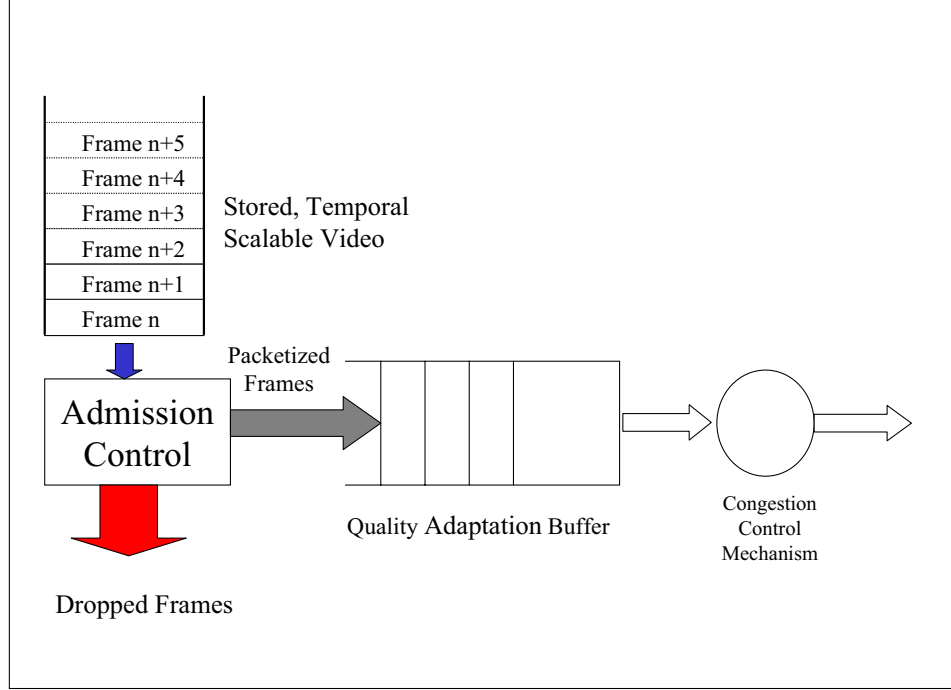 Frame n+5
Frame n+4
Frame n+3
Frame n+2
Frame n+1
Frame n
Stored, Temporal
Scalable Video
Packetized
Frames
Admission
Control
Quality Adaptation Buffer
Congestion
Control
Mechanism
Dropped Frames